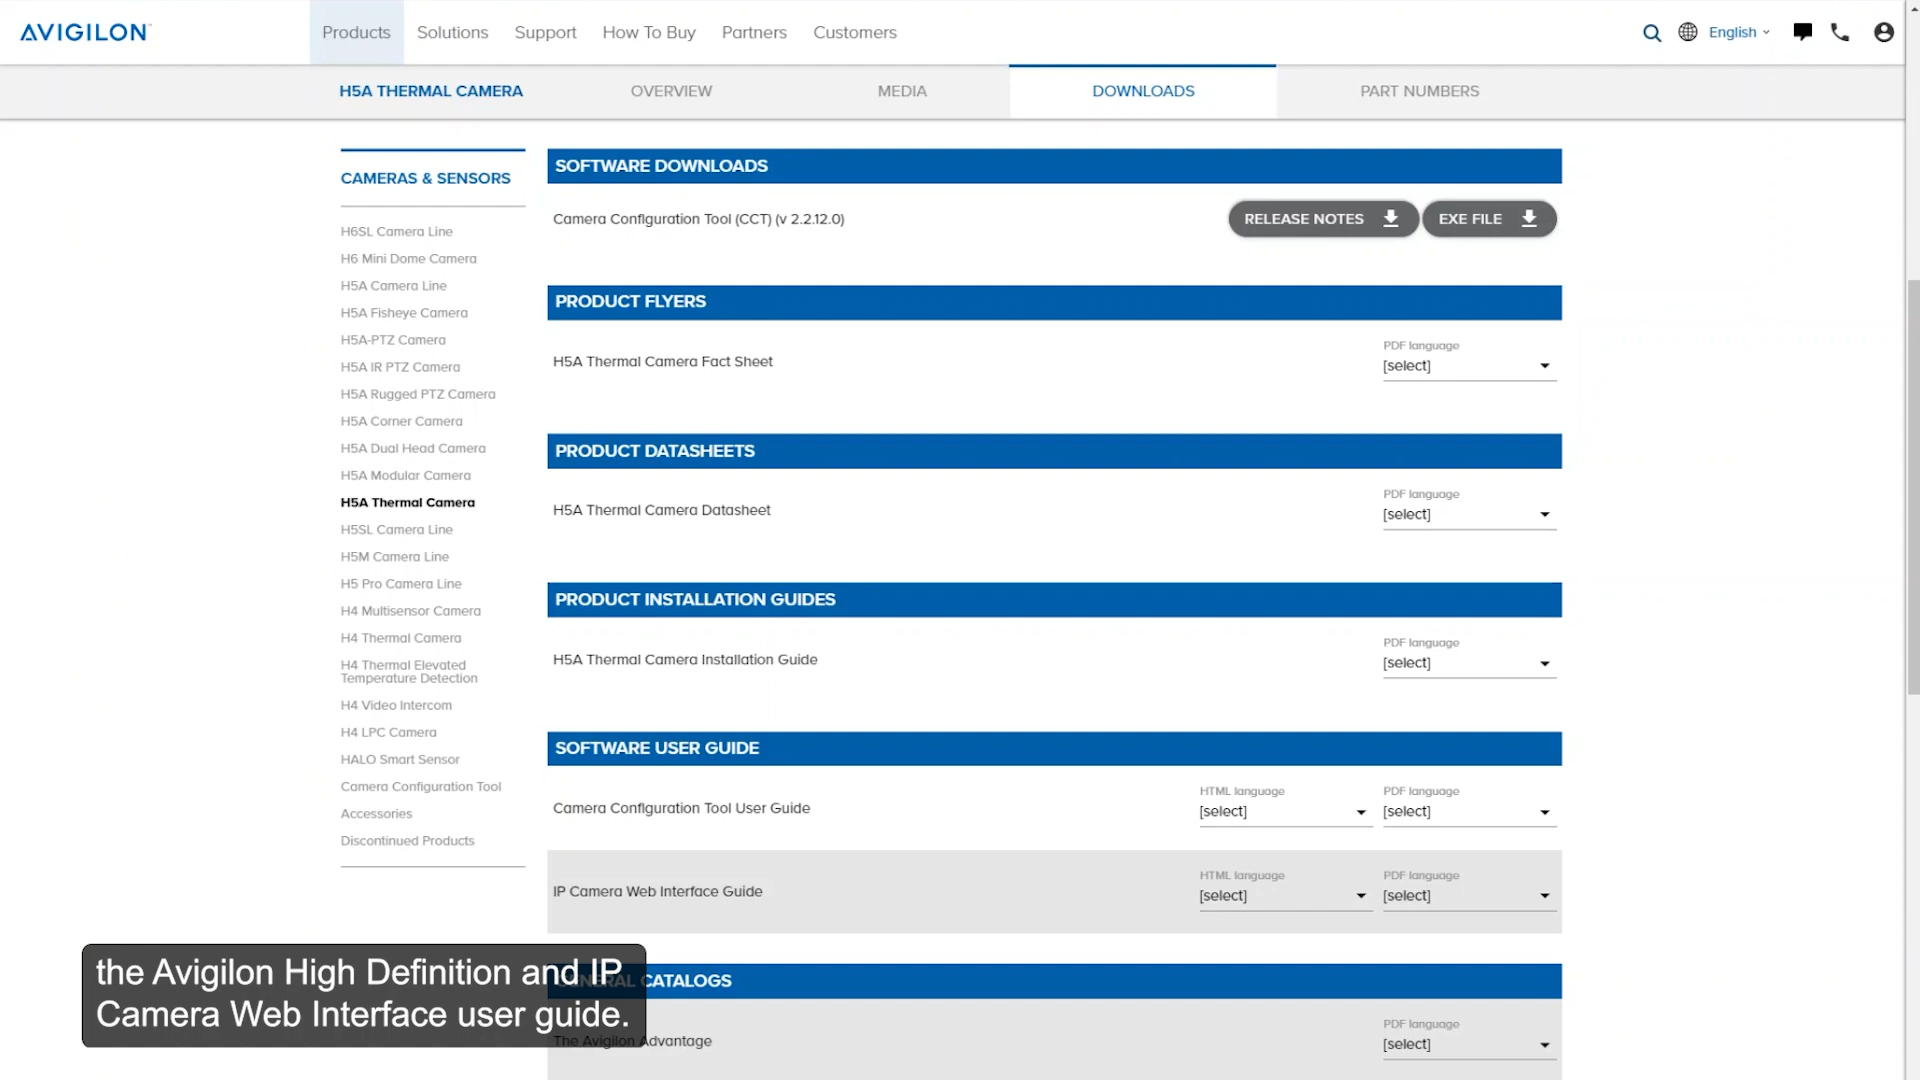 AVIGILON
Products Solutions Support How To Buy Partners Customers English
H5A THERMAL CAMERA OVERVIEW MEDIA DOWNLOADS PART NUMBERS
CAMERAS & SENSORS
H6SL Camera Line
H6 Mini Dome Camera
H5A Camera Line
H5A Fisheye Camera
H5A-PTZ Camera
H5A IR PTZ Camera
H5A Rugged PTZ Camera
H5A Corner Camera
H5A Dual Head Camera
H5A Modular Camera
H5A Thermal Camera
H5SL Camera Line
H5M Camera Line
H5 Pro Camera Line
H4 Multisensor Camera
H4 Thermal Camera
H4 Thermal Elevated
Temperature Detection
H4 Video Intercom
H4 LPC Camera
HALO Smart Sensor
Camera Configuration Tool
Accessories
Discontinued Products
SOFTWARE DOWNLOADS
Camera Configuration Tool (CCT) (v 2.2.12.0) RELEASE NOTES EXE FILE
PRODUCT FLYERS
PDF language
H5A Thermal Camera Fact Sheet [select]
PRODUCT DATASHEETS
PDF language
H5A Thermal Camera Datasheet [select]
PRODUCT INSTALLATION GUIDES
PDF language
H5A Thermal Camera Installation Guide [select]
SOFTWARE USER GUIDE
HTML language PDF language
Camera Configuration Tool User Guide [select] [select]
HTML language PDF language
IP Camera Web Interface Guide [select] [select]
GENERAL CATALOGS
PDF language
The Avigilon Advantage [select]
the Avigilon High Definition and IP
Camera Web Interface user guide.